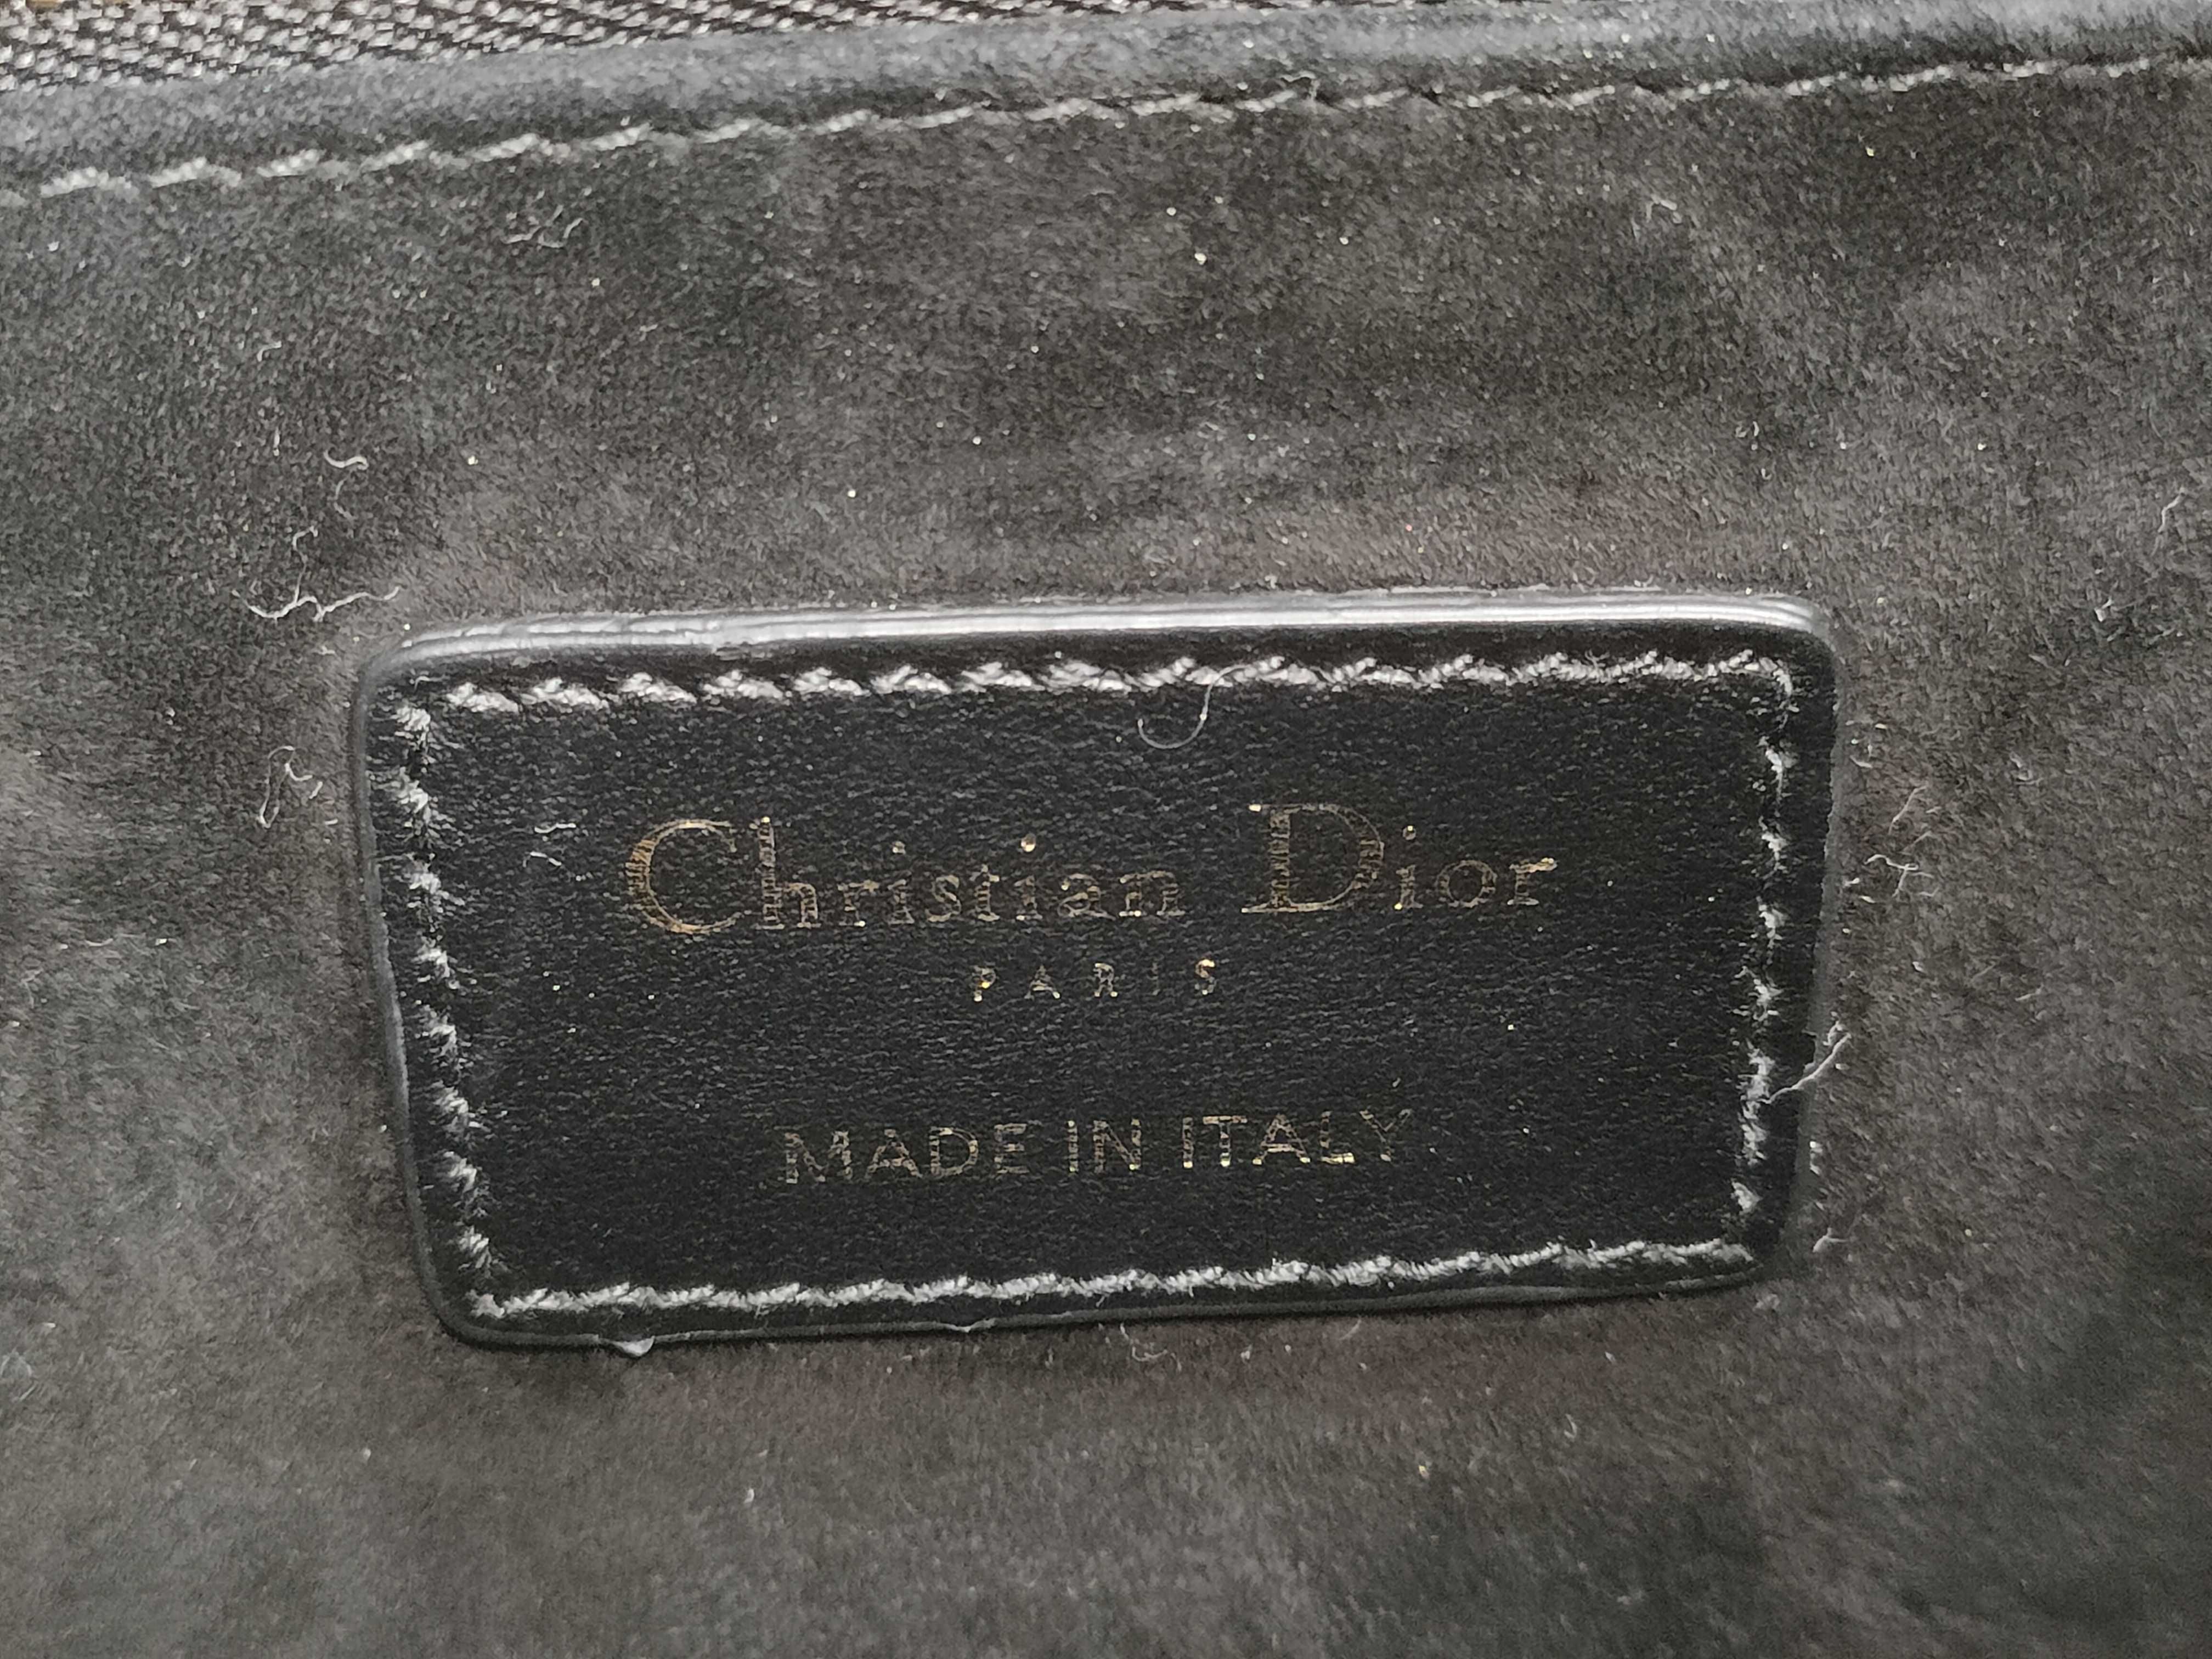 Christian Dior
PARIS
MADE IN ITALY